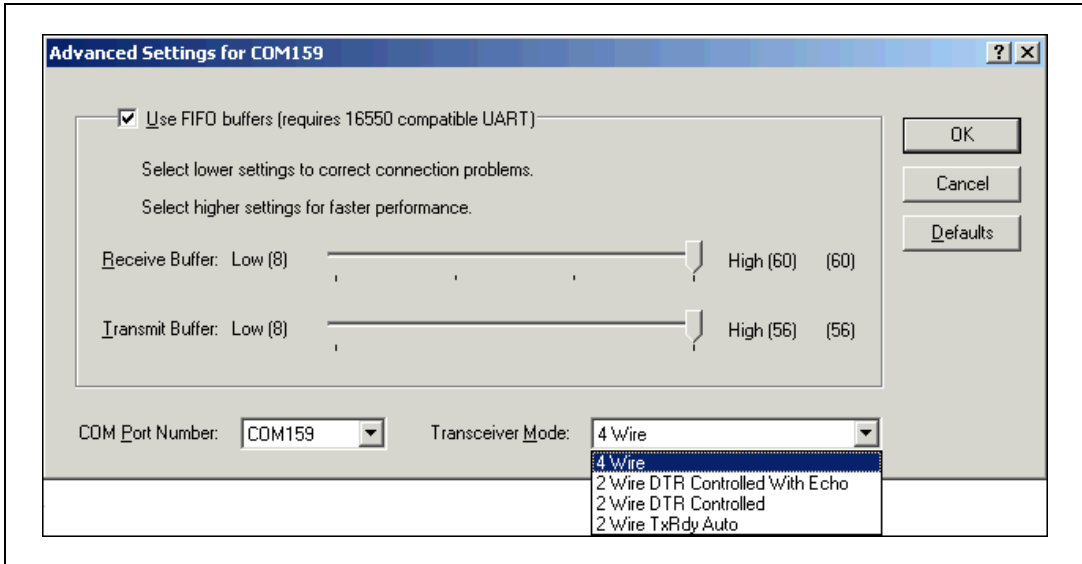 Advanced Settings for COM159
Use FIFO buffers (requires 16550 compatible UART)
OK
Select lower settings to correct connection problems.
Cancel
Select higher settings for faster performance.
Defaults
Receive Buffer: Low (8) High (60) (60)
Transmit Buffer: Low (8) High (56) (56)
COM Port Number: COM159 Transceiver Mode: 4 Wire
4 Wire
2 Wire DTR Controlled With Echo
2 Wire DTR Controlled
2 Wire TxRdy Auto